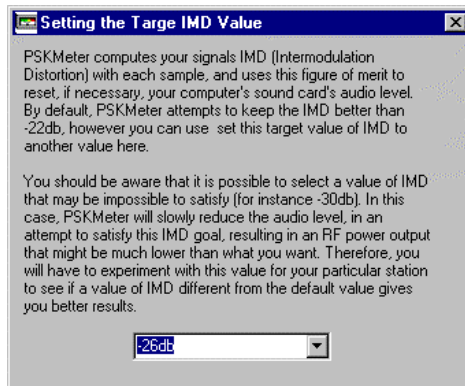 Setting the Targe IMD Value
PSKMeter computes your signals IMD (Intermodulation
Distortion) with each sample, and uses this figure of merit to
reset, if necessary, your computer's sound card's audio level.
By default, PSKMeter attempts to keep the IMD better than
-22db, however you can use  set this target value of IMD to
another value here.
You should be aware that it is possible to select a value of IMD
that may be impossible to satisfy (for instance -30db). In this
case, PSKMeter will slowly reduce the audio level, in an
attempt to satisfy this IMD goal, resulting in an RF power output
that might be much lower than what you want. Therefore, you
will have to experiment with this value for your particular station
to see if a value of IMD different from the default value gives
you better results.
-26db